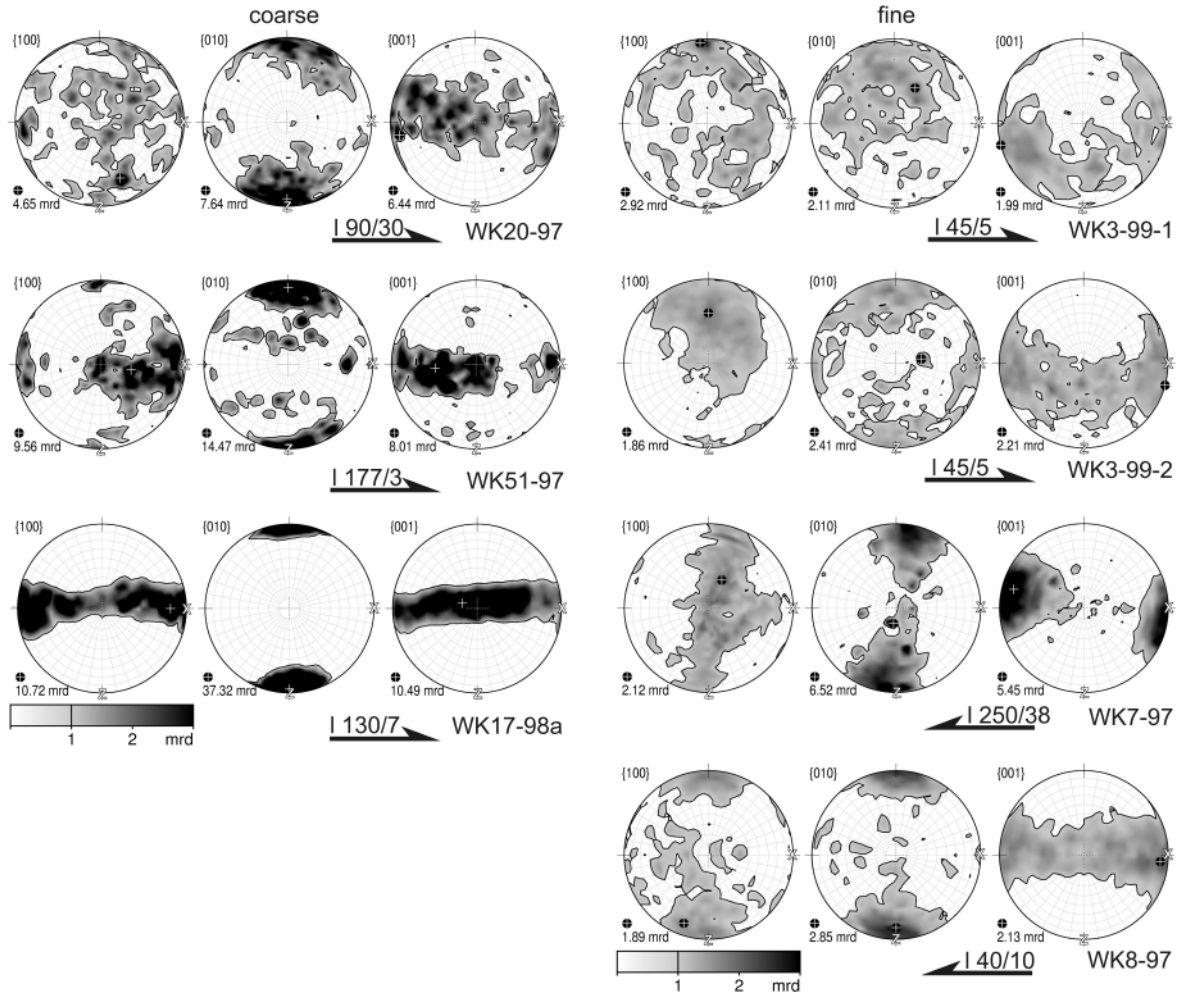 coarse
{100} {010} {001}
X X X
Z Z Z
4.65 mrd 7.64 mrd 6.44 mrd
l 90/30 WK20-97
{100} {010} {001}
X X X
Z Z Z
9.56 mrd 14.47 mrd 8.01 mrd
l 177/3 WK51-97
{100} {010} {001}
X X X
Z Z Z
10.72 mrd 37.32 mrd 10.49 mrd
1 2 mrd
l 130/7 WK17-98a
fine
{100} {010} {001}
X X X
Z Z Z
2.92 mrd 2.11 mrd 1.99 mrd
l 45/5 WK3-99-1
{100} {010} {001}
X X X
Z Z Z
1.86 mrd 2.41 mrd 2.21 mrd
l 45/5 WK3-99-2
{100} {010} {001}
X X X
Z Z Z
2.12 mrd 6.52 mrd 5.45 mrd
l 250/38 WK7-97
{100} {010} {001}
X X X
Z Z Z
1.89 mrd 2.85 mrd 2.13 mrd
1 2 mrd
l 40/10 WK8-97